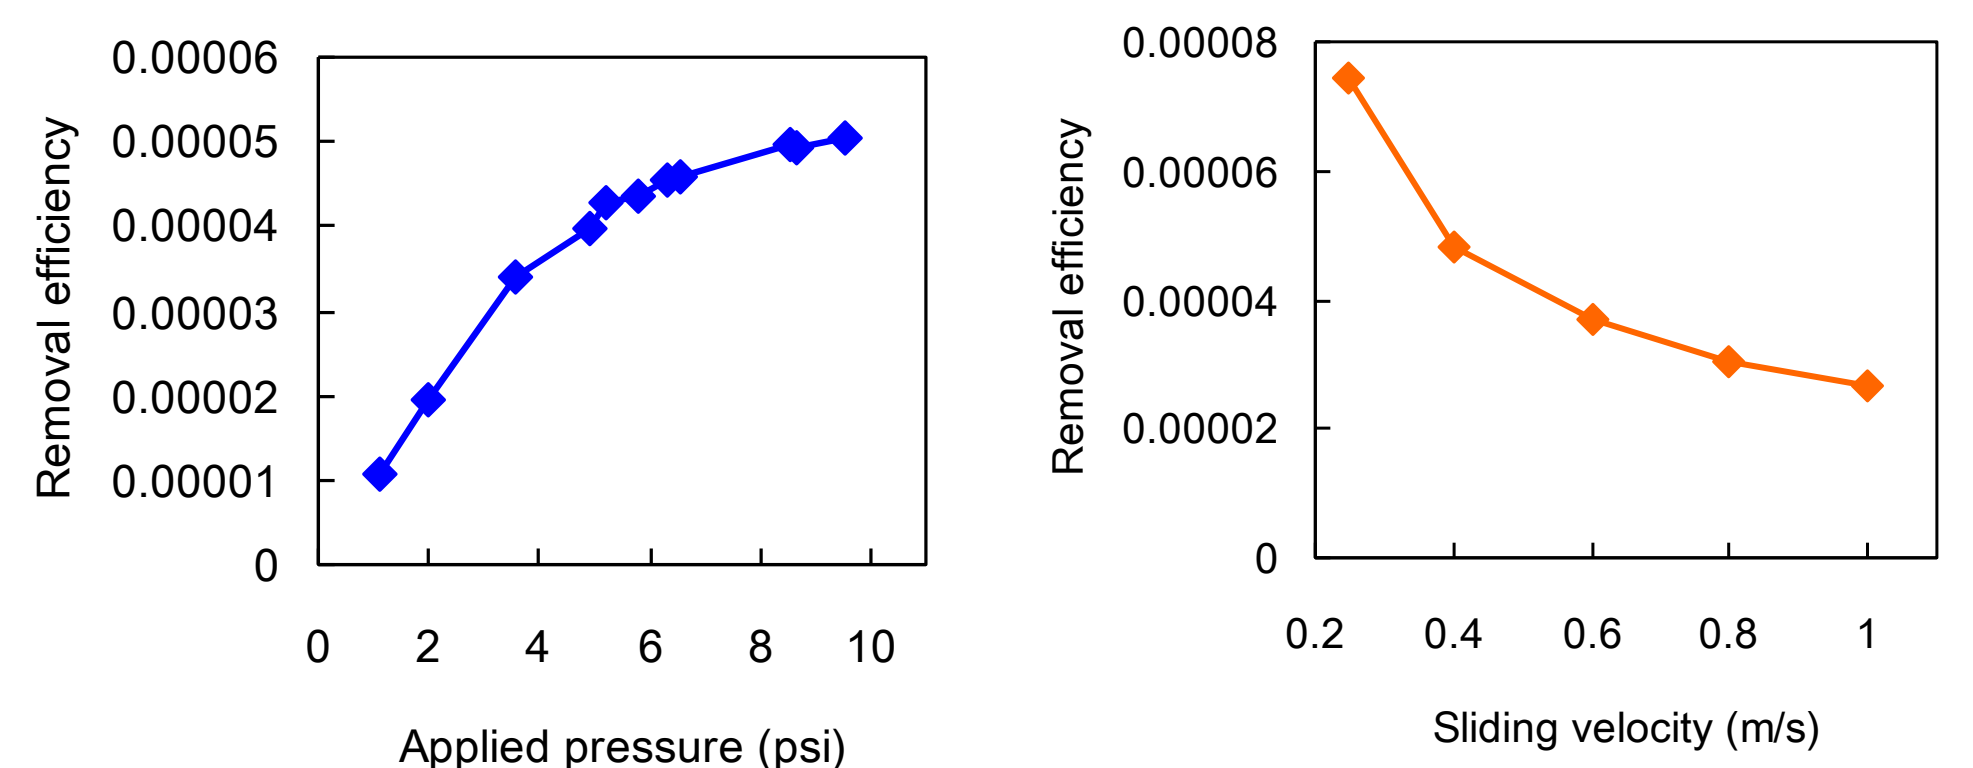 0.00006
0.00005
0.00004
0.00003
0.00002
0.00001
0
Removal efficiency
0 2 4 6 8 10
Applied pressure (psi)
0.00008
0.00006
0.00004
0.00002
0
Removal efficiency
0.2 0.4 0.6 0.8 1
Sliding velocity (m/s)